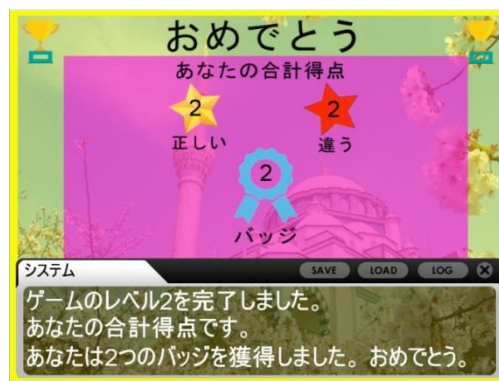 おめでとう
あなたの合計得点
2 2
正しい 違う
2
バッジ
システム SAVE LOAD LOG
ゲームのレベル2を完了しました。
あなたの合計得点です。
あなたは2つのバッジを獲得しました。おめでとう。